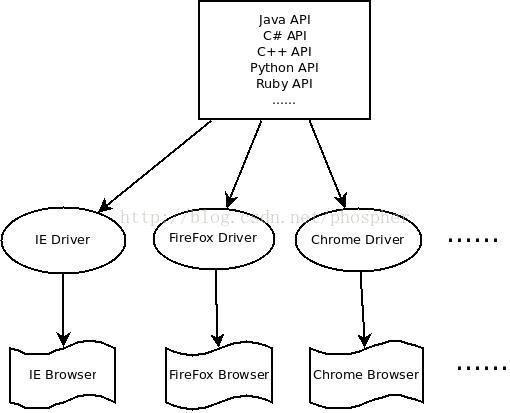 Java API
C# API
C++ API
Python API
Ruby API
......
http://blog.csdn.net/phosphor
IE Driver
FireFox Driver
Chrome Driver
......
IE Browser
FireFox Browser
Chrome Browser
......